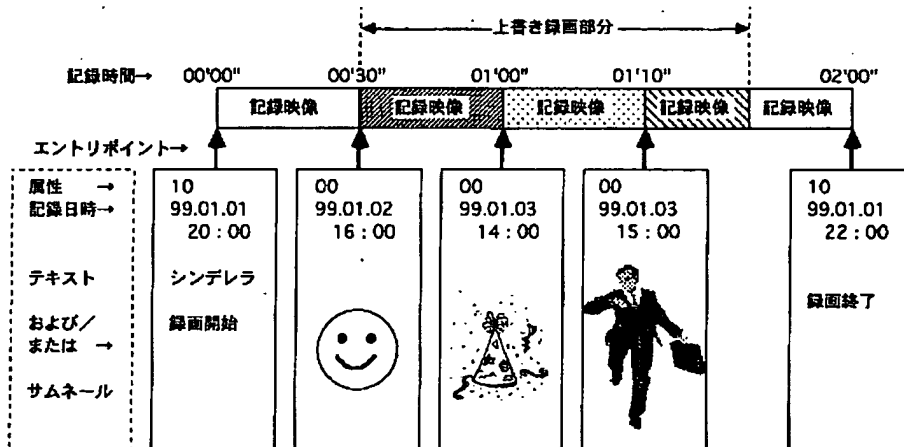 上書き録画部分
記録時間→ 00'00" 00'30" 01'00" 01'10" 02'00"
記録映像 記録映像 記録映像 記録映像 記録映像
エントリポイント→
属性 → 10 00 00 00 10
記録日時→ 99.01.01 99.01.02 99.01.03 99.01.03 99.01.01
20:00 16:00 14:00 15:00 22:00
テキスト シンデレラ
および/ 録画開始 録画終了
または →
サムネール